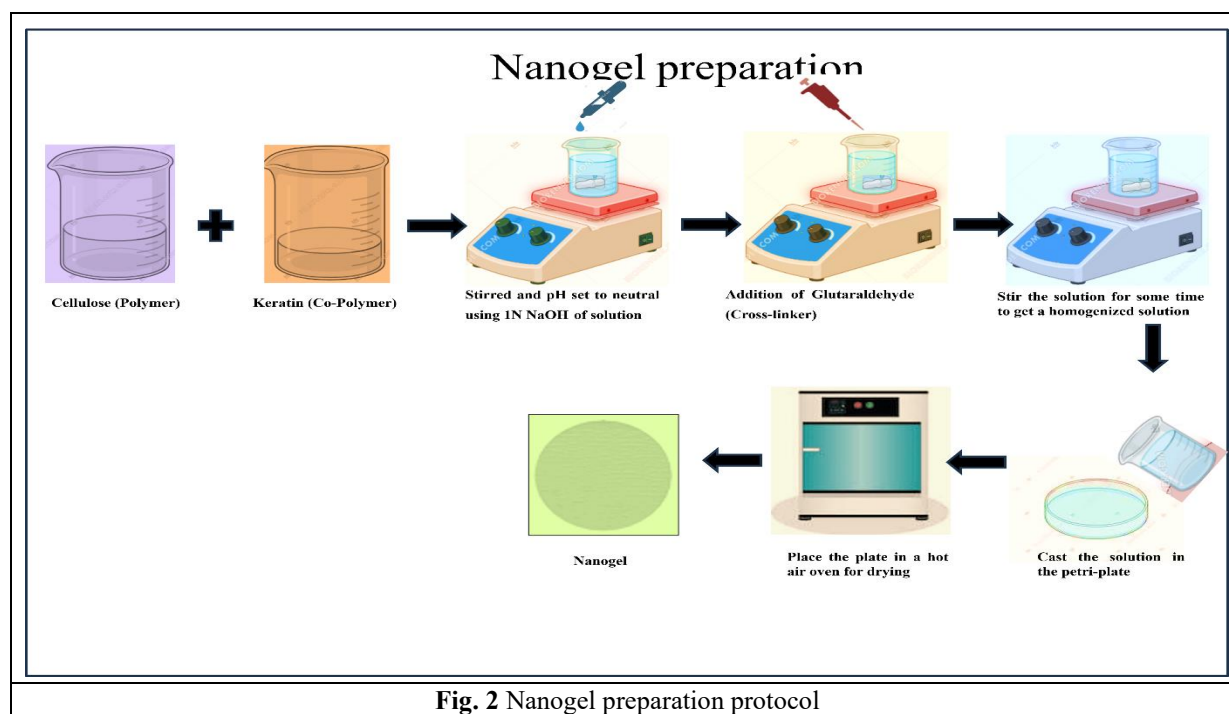 Nanogel preparation
Cellulose (Polymer)
Keratin (Co-Polymer)
Stirred and pH set to neutral
using 1N NaOH of solution
Addition of Glutaraldehyde
(Cross-linker)
Stir the solution for some time
to get a homogenized solution
Cast the solution in
the petri-plate
Place the plate in a hot
air oven for drying
Nanogel
Fig. 2 Nanogel preparation protocol